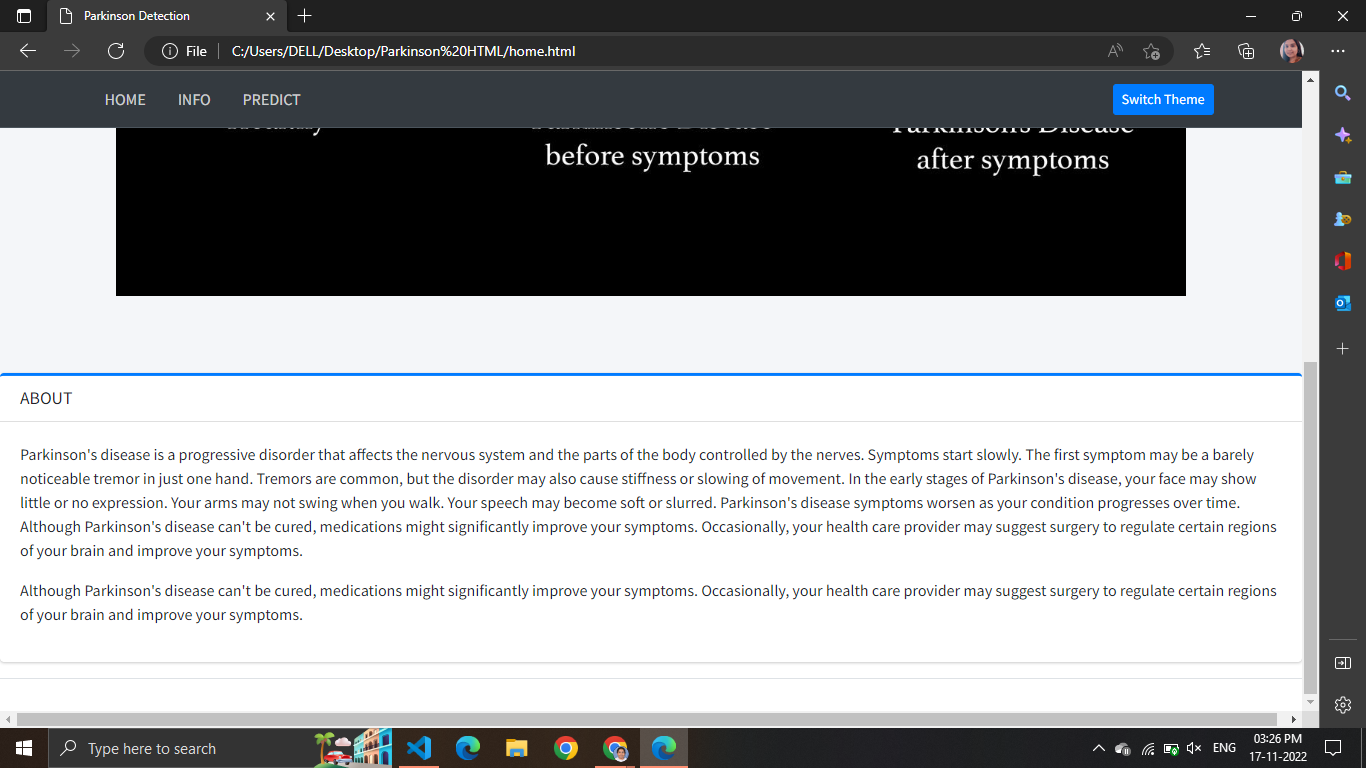 Parkinson Detection
File
C:/Users/DELL/Desktop/Parkinson%20HTML/home.html
HOME INFO PREDICT Switch Theme
before symptoms
Parkinson's Disease
after symptoms
ABOUT
Parkinson's disease is a progressive disorder that affects the nervous system and the parts of the body controlled by the nerves. Symptoms start slowly. The first symptom may be a barely
noticeable tremor in just one hand. Tremors are common, but the disorder may also cause stiffness or slowing of movement. In the early stages of Parkinson's disease, your face may show
little or no expression. Your arms may not swing when you walk. Your speech may become soft or slurred. Parkinson's disease symptoms worsen as your condition progresses over time.
Although Parkinson's disease can't be cured, medications might significantly improve your symptoms. Occasionally, your health care provider may suggest surgery to regulate certain regions
of your brain and improve your symptoms.
Although Parkinson's disease can't be cured, medications might significantly improve your symptoms. Occasionally, your health care provider may suggest surgery to regulate certain regions
of your brain and improve your symptoms.
Type here to search
ENG
03:26 PM
17-11-2022